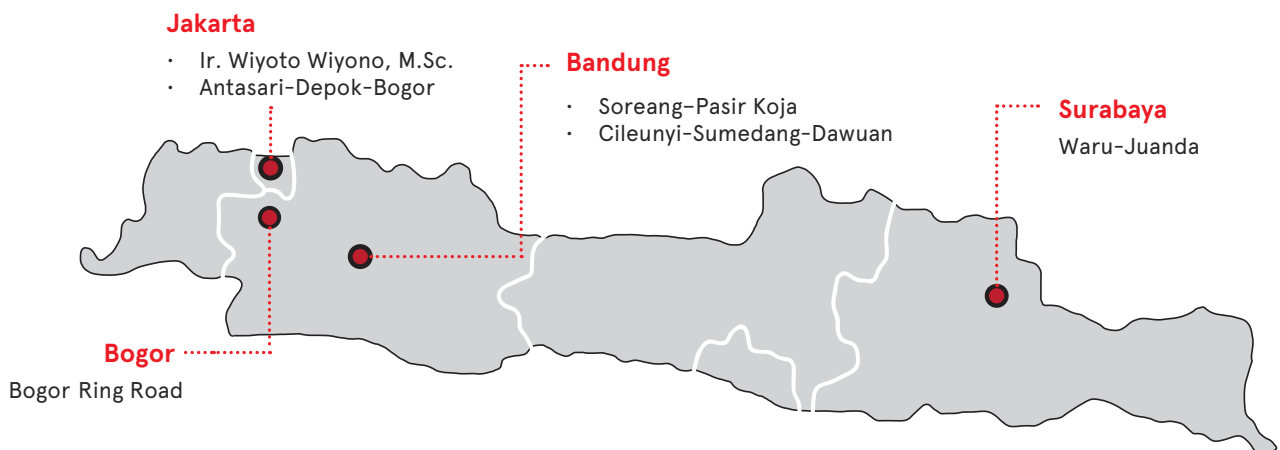 Jakarta
· Ir. Wiyoto Wiyono, M.Sc.
· Antasari-Depok-Bogor
Bandung
· Soreang–Pasir Koja
· Cileunyi-Sumedang-Dawuan
Surabaya
Waru-Juanda
Bogor
Bogor Ring Road